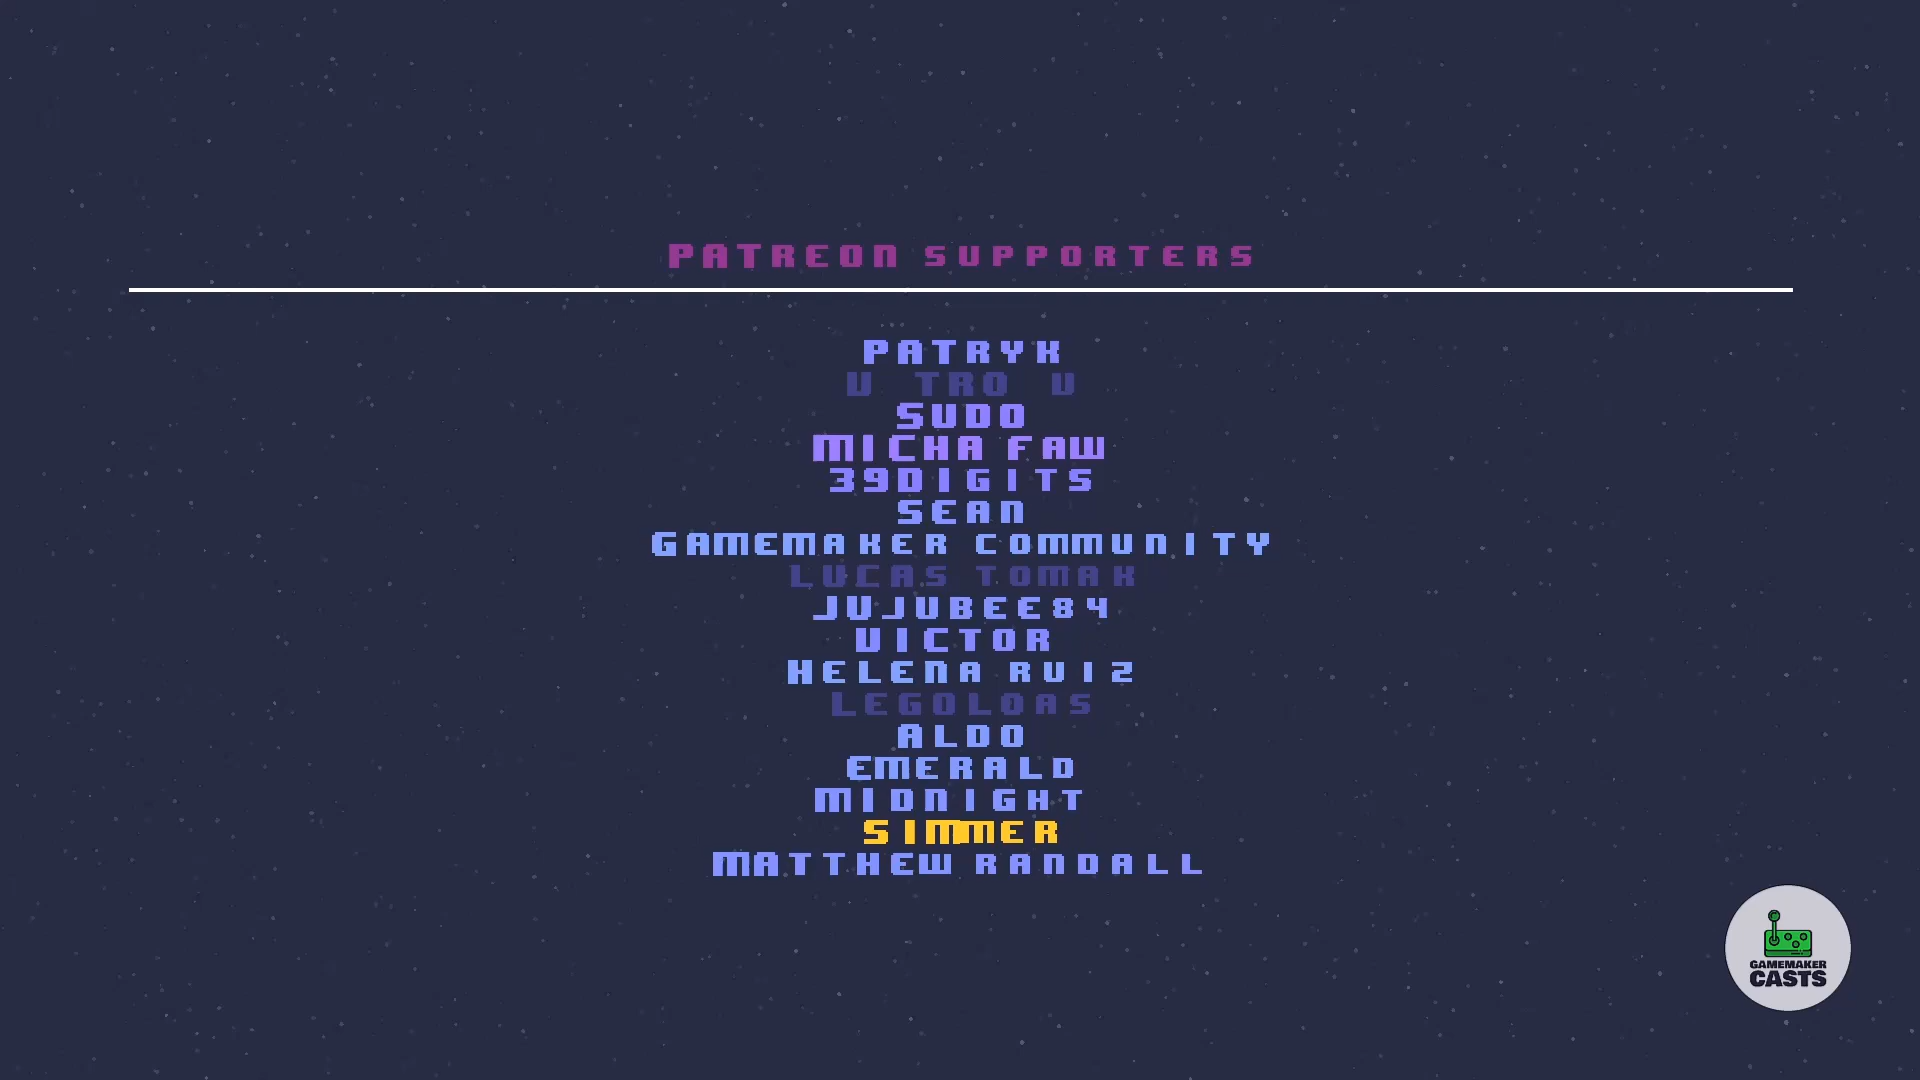 PATREON SUPPORTERS
PATRYK
V TRO V
SUDO
MICHA FAW
39DIGITS
SEAN
GAMEMAKER COMMUNITY
LUCAS TOMAK
JUJUBEE84
VICTOR
HELENA RUIZ
LEGOLOAS
ALDO
EMERALD
MIDNIGHT
SIMMER
MATTHEW RANDALL
GAMEMAKER
CASTS